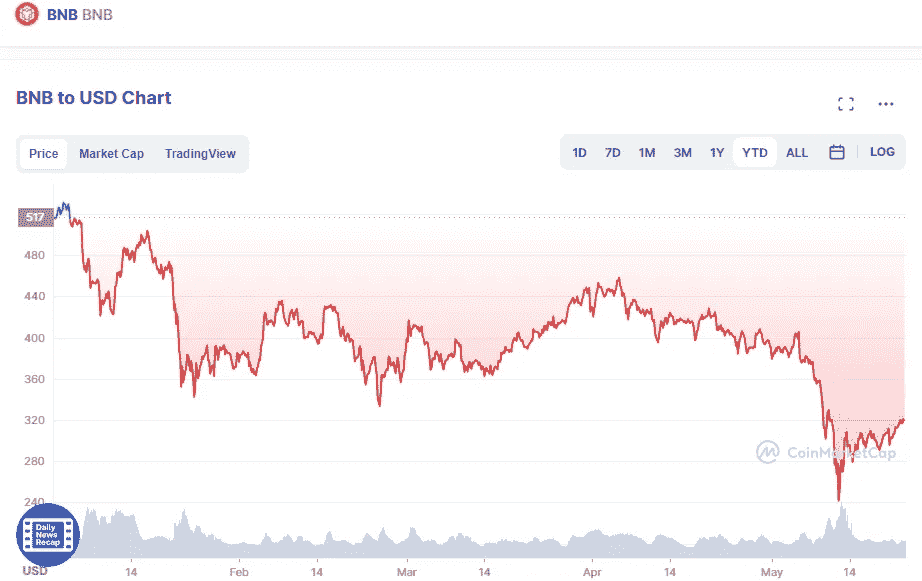 BNB BNB
BNB to USD Chart
Price Market Cap TradingView 1D 7D 1M 3M 1Y YTD ALL LOG
517
480
440
400
360
320
280
CoinMarketCap
240
Daily
News
Recap
USD 14 Feb 14 Mar 14 Apr 14 May 14